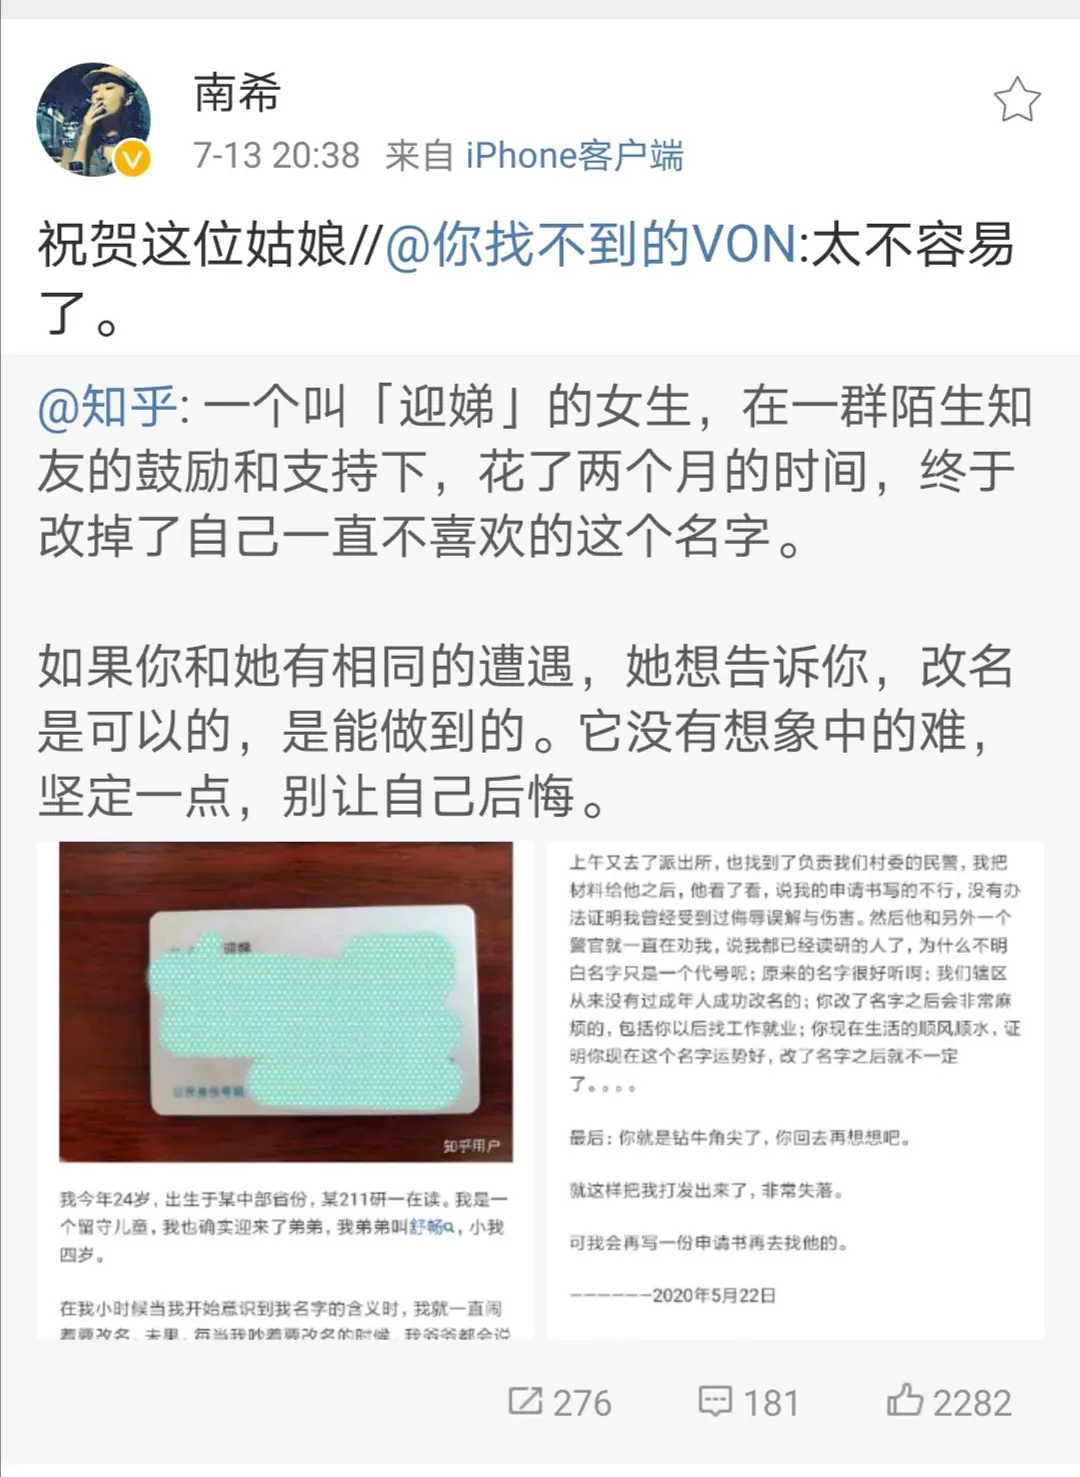 南希
7-13 20:38 来自 iPhone客户端
祝贺这位姑娘//@你找不到的VON:太不容易
了。
@知乎: 一个叫「迎娣」的女生，在一群陌生知
友的鼓励和支持下，花了两个月的时间，终于
改掉了自己一直不喜欢的这个名字。
如果你和她有相同的遭遇，她想告诉你，改名
是可以的，是能做到的。它没有想象中的难，
坚定一点，别让自己后悔。
迎娣
公民身份号码
知乎用户
我今年24岁，出生于某中部省份，某211研一在读。我是一
个留守儿童，我也确实迎来了弟弟，我弟弟叫舒畅，小我
四岁。
在我小时候当我开始意识到我名字的含义时，我就一直闹
着要改名，未果，每当我吵着要改名的时候，我爷爷都会说
上午又去了派出所，也找到了负责我们村委的民警，我把
材料给他之后，他看了看，说我的申请书写的不行，没有办
法证明我曾经受到过侮辱误解与伤害。然后他和另外一个
警官就一直在劝我，说我都已经读研的人了，为什么不明
白名字只是一个代号呢；原来的名字很好听啊；我们辖区
从来没有过成年人成功改名的；你改了名字之后会非常麻
烦的，包括你以后找工作就业；你现在生活的顺风顺水，证
明你现在这个名字运势好，改了名字之后就不一定
了。。。。
最后：你就是钻牛角尖了，你回去再想想吧。
就这样把我打发出来了，非常失落。
可我会再写一份申请书再去找他的。
——————2020年5月22日
276
181
2282